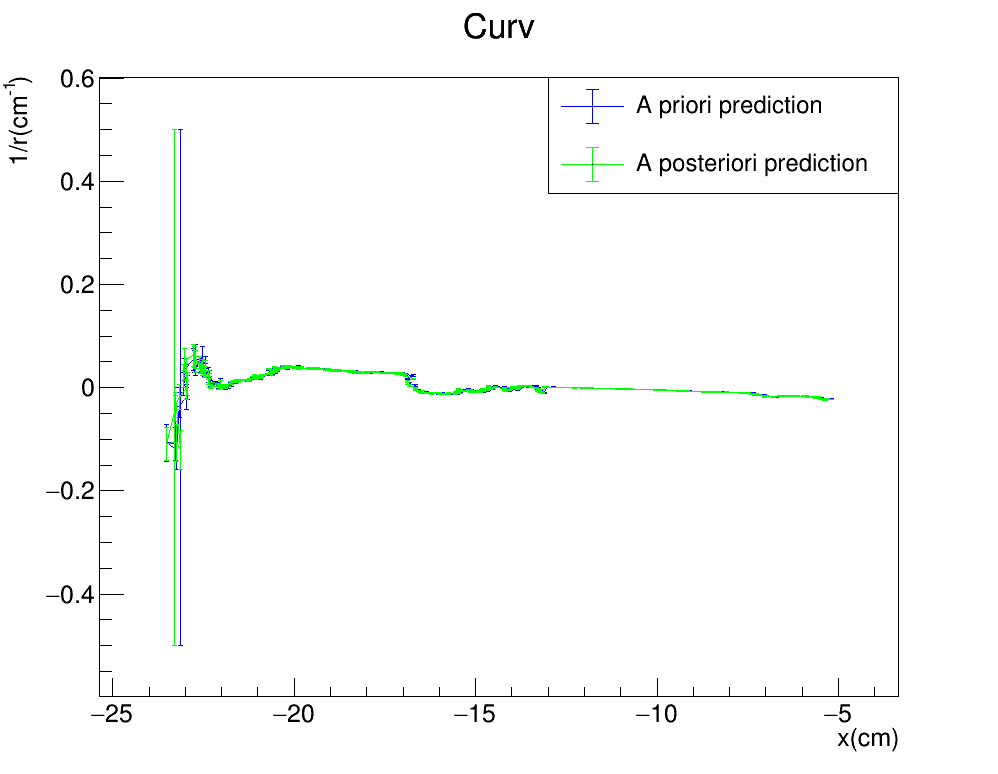 Curv
1/r(cm⁻¹)
0.6
0.4
0.2
0
−0.2
−0.4
A priori prediction
A posteriori prediction
−25 −20 −15 −10 −5
x(cm)